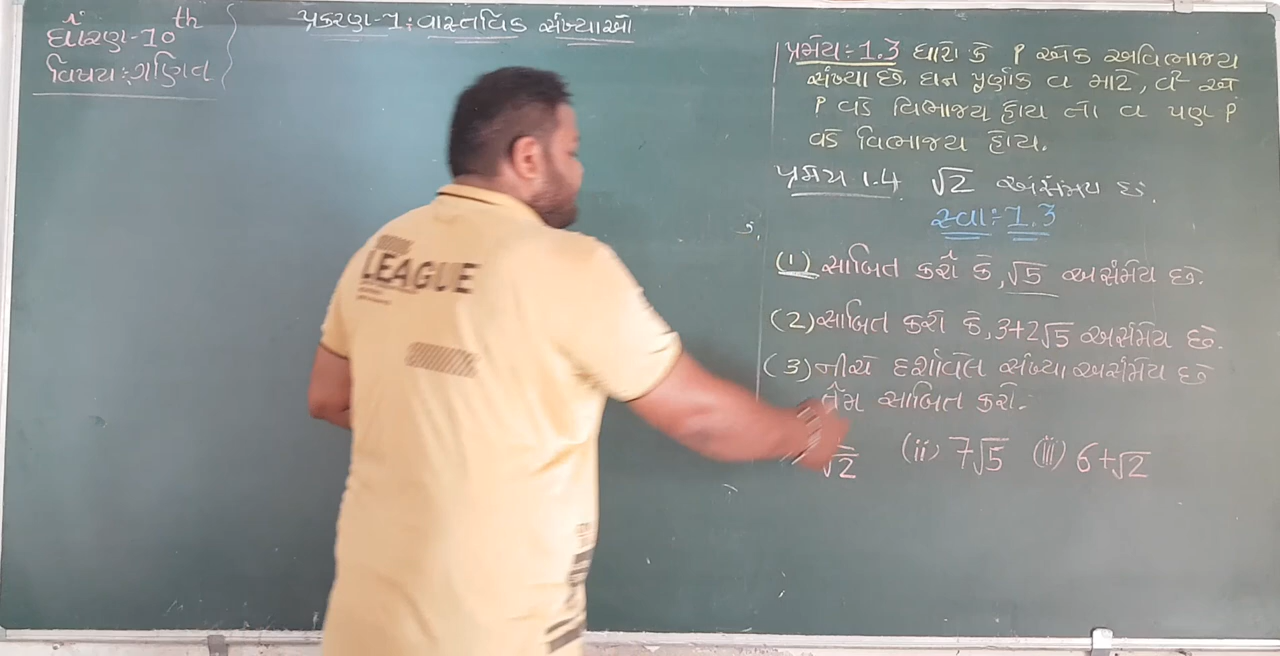 ધોરણ-10th
વિષય:ગણિત
પ્રકરણ-1:વાસ્તવિક સંખ્યાઓ
પ્રમેય:-1.3 ધારો કે P એક અવિભાજ્ય
સંખ્યા છે. ધન પૂર્ણાંક a માટે, a² એ
P વડે વિભાજ્ય હોય તો a પણ P
વડે વિભાજ્ય હોય.
પ્રમેય 1.4 √2 અસંમેય છે.
સ્વા:-1.3
(1) સાબિત કરો કે, √5 અસંમેય છે.
(2) સાબિત કરો કે, 3+2√5 અસંમેય છે.
(3) નીચે દર્શાવેલ સંખ્યા અસંમેય છે
તેમ સાબિત કરો.
√2 (ii) 7√5 (iii) 6+√2
LEAGUE